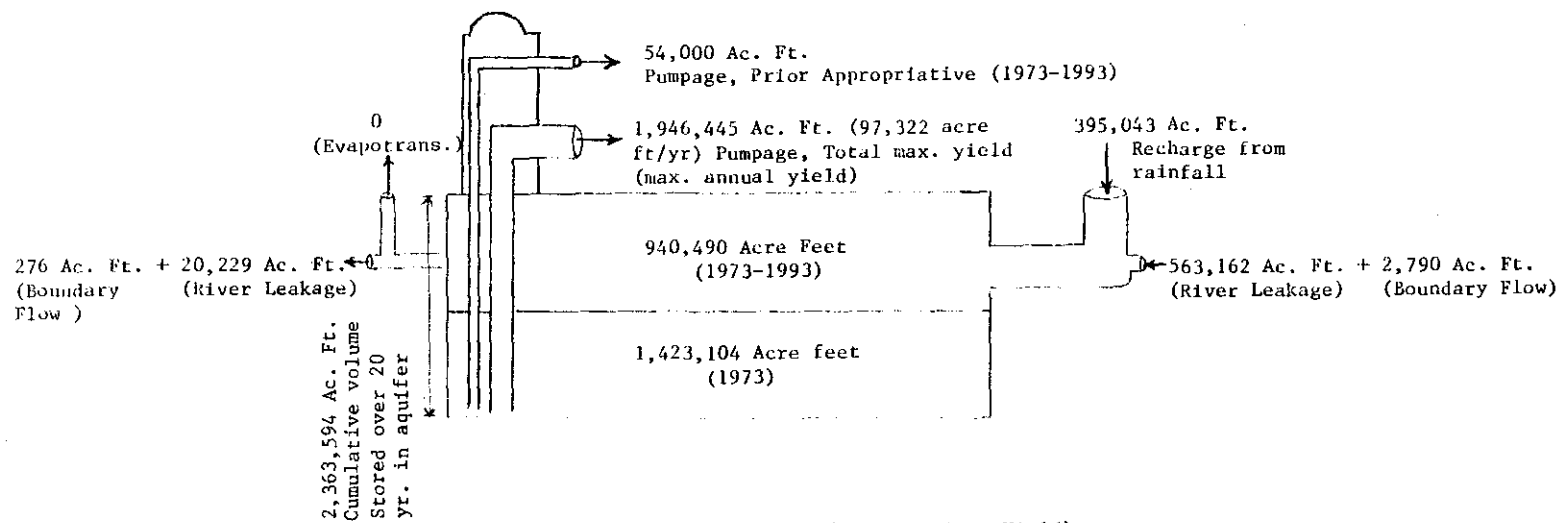 54,000 Ac. Ft.
Pumpage, Prior Appropriative (1973-1993)
0
(Evapotrans.)
1,946,445 Ac. Ft. (97,322 acre
ft/yr) Pumpage, Total max. yield
(max. annual yield)
395,043 Ac. Ft.
Recharge from
rainfall
940,490 Acre Feet
(1973-1993)
276 Ac. Ft. + 20,229 Ac. Ft.
(Boundary (River Leakage)
Flow )
563,162 Ac. Ft. + 2,790 Ac. Ft.
(River Leakage) (Boundary Flow)
1,423,104 Acre feet
(1973)
2,363,594 Ac. Ft.
Cumulative volume
Stored over 20
yr. in aquifer